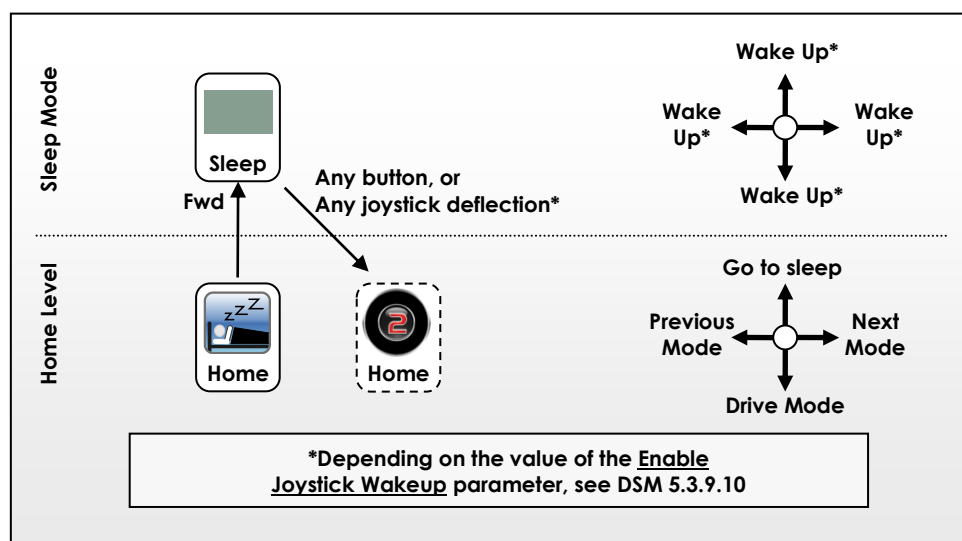 Sleep Mode
Sleep
Fwd
Any button, or
Any joystick deflection*
Wake Up*
Wake
Up*
Wake
Up*
Wake Up*
Home Level
zzz
Home
2
Home
Go to sleep
Previous
Mode
Next
Mode
Drive Mode
*Depending on the value of the Enable
Joystick Wakeup parameter, see DSM 5.3.9.10